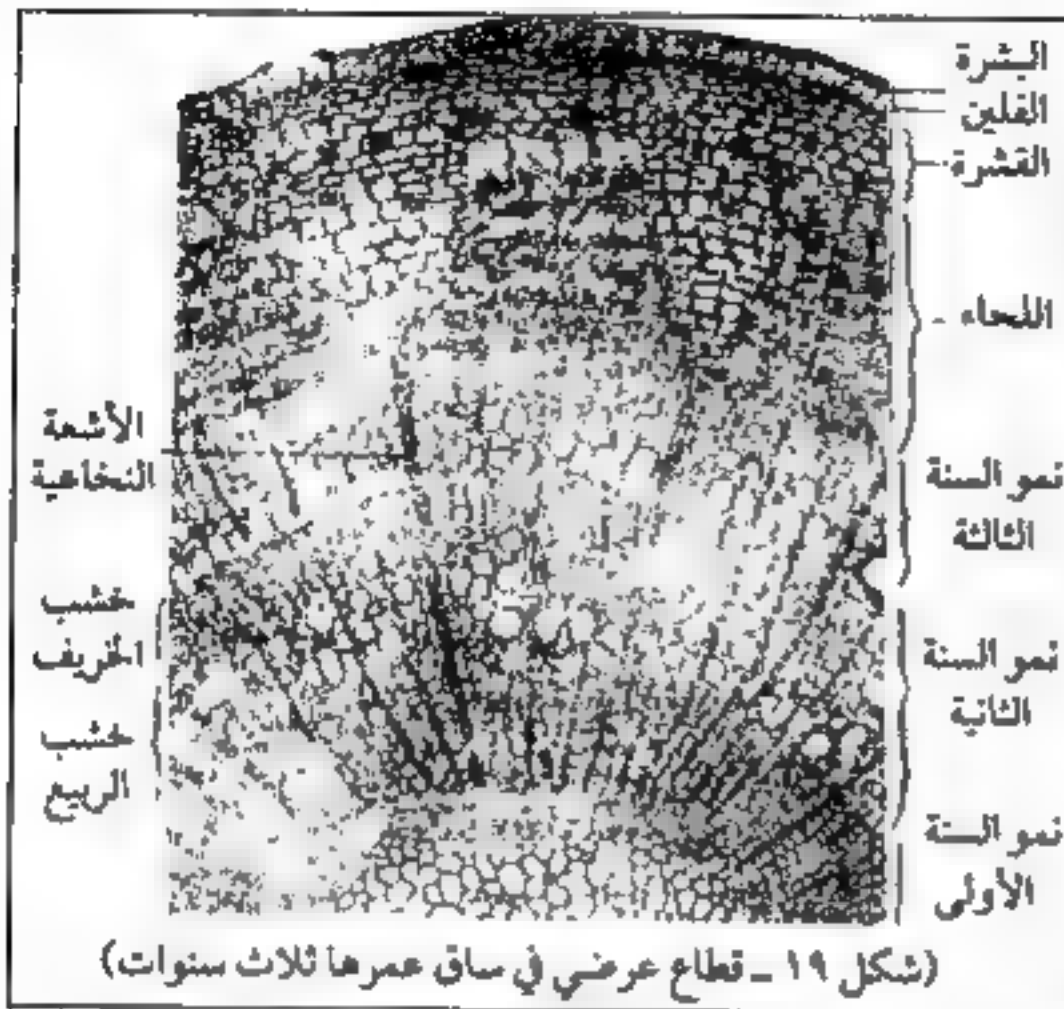 البشرة
الفلين
القشرة
اللحاء
الأشعة
النخاعية
نمو السنة
الثالثة
خشب
الخريف
نمو السنة
الثانية
خشب
الربيع
نمو السنة
الأولى
(شكل ١٩ ـ قطاع عرضي في ساق عمرها ثلاث سنوات)